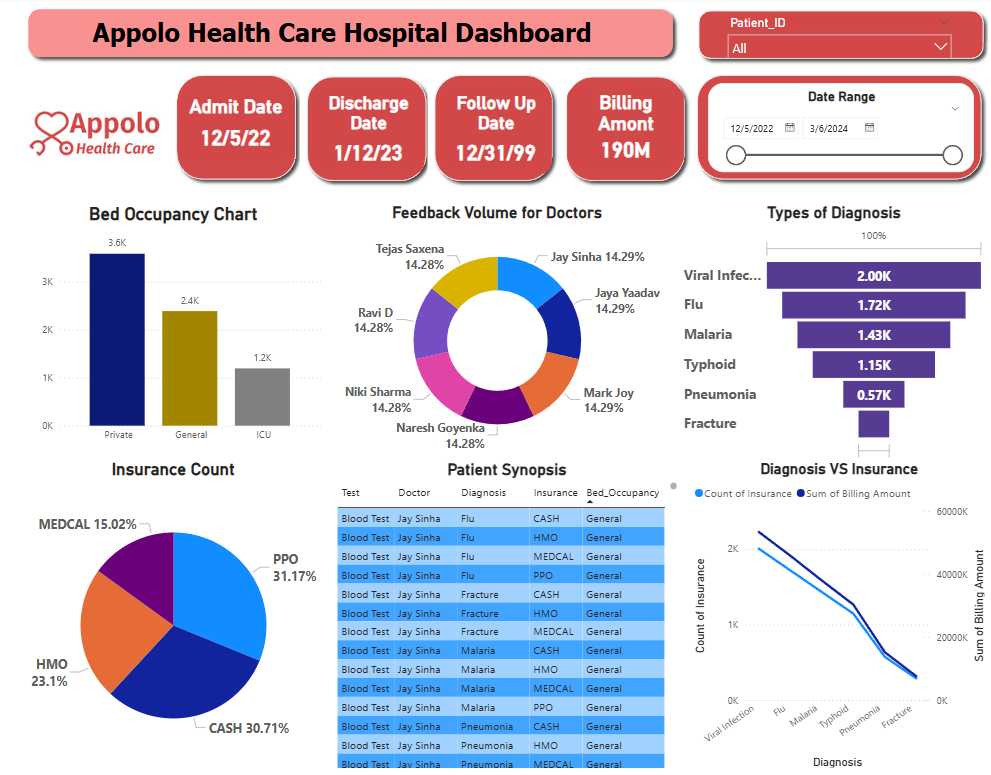 Appolo Health Care Hospital Dashboard
Patient_ID
All
Appolo
Health Care
Admit Date
12/5/22
Discharge
Date
1/12/23
Follow Up
Date
12/31/99
Billing
Amont
190M
Date Range
12/5/2022
3/6/2024
Bed Occupancy Chart
3.6K
3K
2.4K
2K
1.2K
1K
0K
Private
General
ICU
Feedback Volume for Doctors
Tejas Saxena
14.28%
Jay Sinha 14.29%
Jaya Yaadav
14.29%
Ravi D
14.28%
Niki Sharma
14.28%
Mark Joy
14.29%
Naresh Goyenka
14.28%
Types of Diagnosis
100%
Viral Infec... 2.00K
Flu 1.72K
Malaria 1.43K
Typhoid 1.15K
Pneumonia 0.57K
Fracture
Insurance Count
MEDCAL 15.02%
PPO
31.17%
HMO
23.1%
CASH 30.71%
Patient Synopsis
Test Doctor Diagnosis Insurance Bed_Occupancy
Blood Test Jay Sinha Flu CASH General
Blood Test Jay Sinha Flu HMO General
Blood Test Jay Sinha Flu MEDCAL General
Blood Test Jay Sinha Flu PPO General
Blood Test Jay Sinha Fracture CASH General
Blood Test Jay Sinha Fracture HMO General
Blood Test Jay Sinha Fracture MEDCAL General
Blood Test Jay Sinha Malaria CASH General
Blood Test Jay Sinha Malaria HMO General
Blood Test Jay Sinha Malaria MEDCAL General
Blood Test Jay Sinha Malaria PPO General
Blood Test Jay Sinha Pneumonia CASH General
Blood Test Jay Sinha Pneumonia HMO General
Blood Test Jay Sinha Pneumonia MEDCAL General
Diagnosis VS Insurance
Count of Insurance Sum of Billing Amount
Count of Insurance
2K
1K
0K
60000K
40000K
20000K
0K
Sum of Billing Amount
Viral Infection
Flu
Malaria
Typhoid
Pneumonia
Fracture
Diagnosis